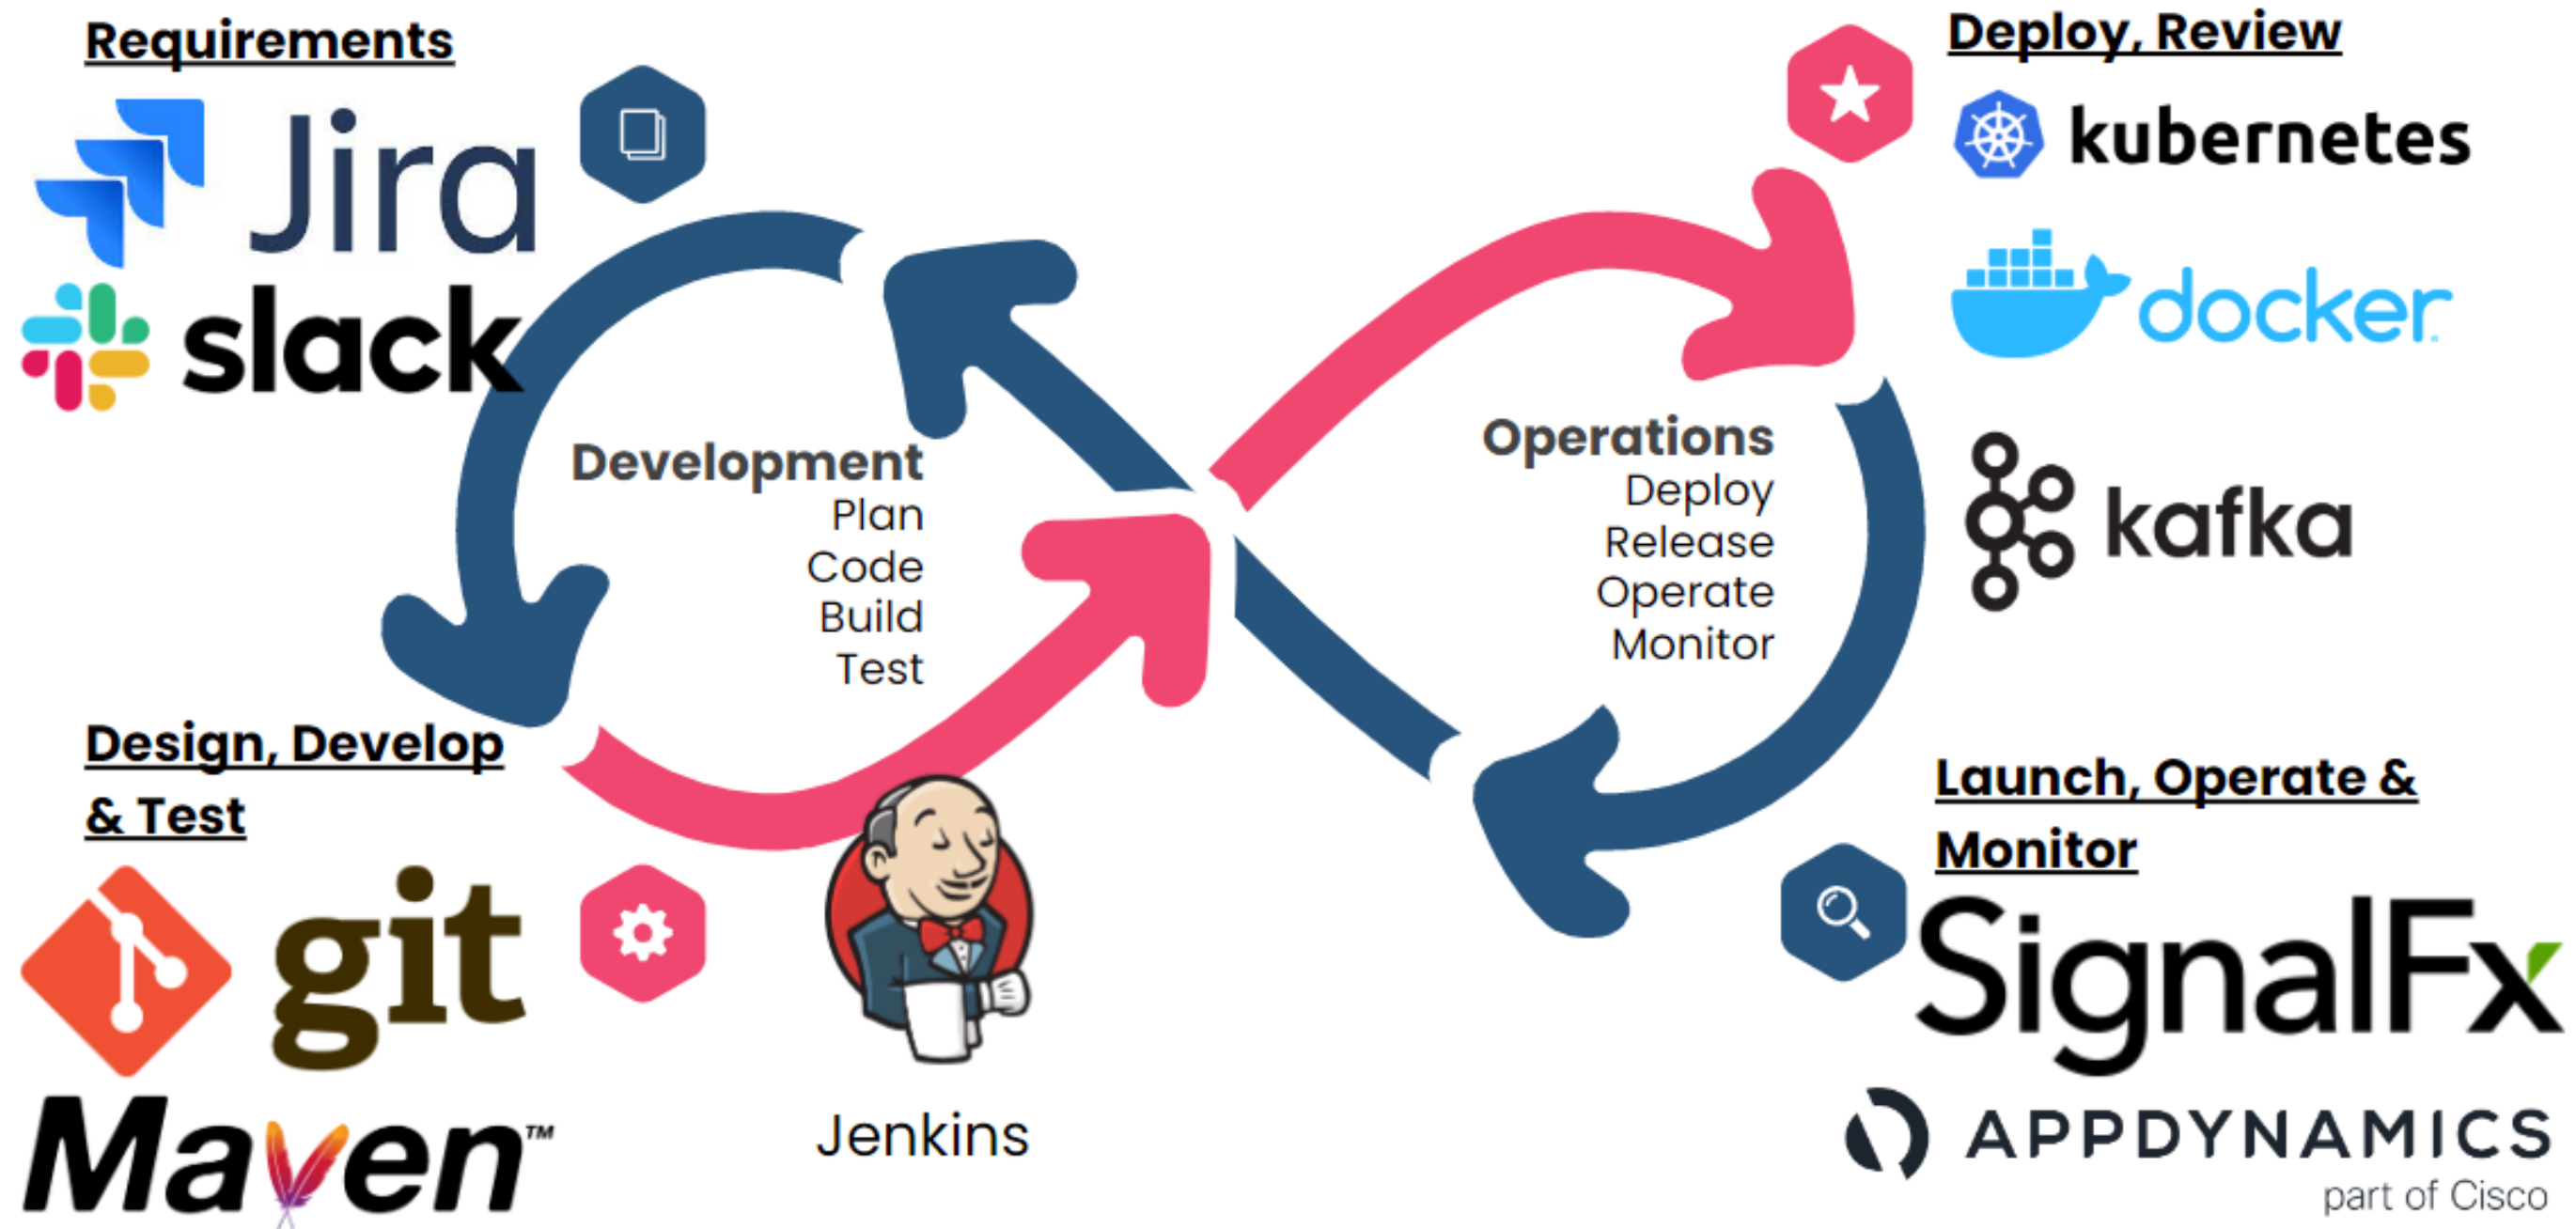 Requirements
Jira
slack
Development
Plan
Code
Build
Test
Design, Develop
& Test
git
Maven™
Jenkins
Deploy, Review
kubernetes
docker
kafka
Operations
Deploy
Release
Operate
Monitor
Launch, Operate &
Monitor
SignalFx
APPDYNAMICS
part of Cisco